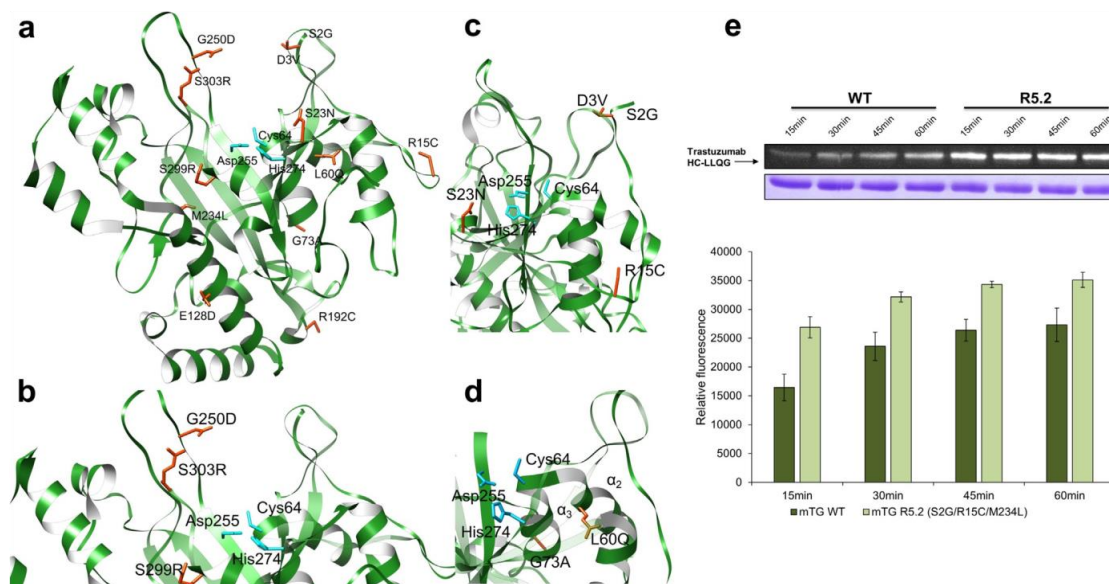 a
G250D
S2G
D3V
S303R
S23N
Cys64
R15C
Asp255
His274
L60Q
S299R
M234L
G73A
E128D
R192C
b
G250D
S303R
Cys64
Asp255
His274
S299R
c
D3V
S2G
Asp255
Cys64
S23N
His274
R15C
d
Cys64
α2
Asp255
α3
His274
L60Q
G73A
e
WT R5.2
15min 30min 45min 60min 15min 30min 45min 60min
Trastuzumab
HC-LLQG
40000
35000
30000
25000
20000
15000
10000
5000
0
Relative fluorescence
15min 30min 45min 60min
mTG WT mTG R5.2 (S2G/R15C/M234L)